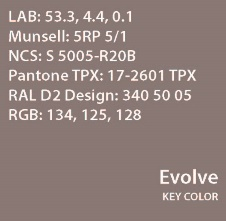 LAB: 53.3, 4.4, 0.1
Munsell: 5RP 5/1
NCS: S 5005-R20B
Pantone TPX: 17-2601 TPX
RAL D2 Design: 340 50 05
RGB: 134, 125, 128
Evolve
KEY COLOR